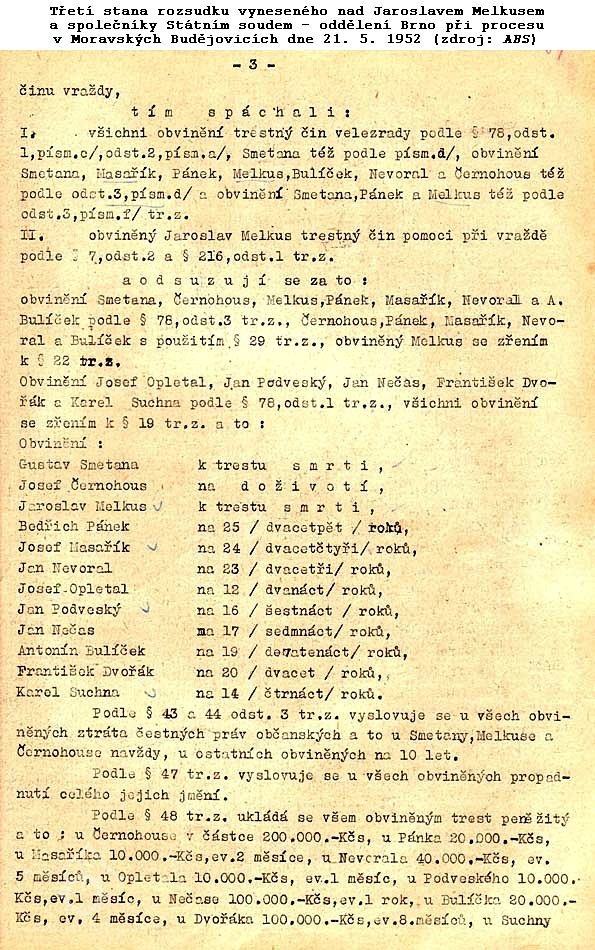 Třetí stana rozsudku vyneseného nad Jaroslavem Melkusem
a společníky Státním soudem – oddělení Brno při procesu
v Moravských Budějovicích dne 21. 5. 1952 (zdroj: ABS)
- 3 -
činu vraždy,
t í m   s p á c h a l i :
I. všichni obvinění trestný čin velezrady podle § 78,odst.
1,písm.c/,odst.2,písm.a/, Smetana též podle písm.d/, obvinění
Smetana, Masařík, Pánek, Melkus,Bulíček, Nevoral a Černohous též
podle odst.3,písm.d/ a obvinění Smetana,Pánek a Melkus též podle
odst.3,písm.f/ tr.z.
II. obviněný Jaroslav Melkus trestný čin pomoci při vraždě
podle § 7,odst.2 a § 216,odst.1 tr.z.
a o d s u z u j í  se za to :
obvinění Smetana, Černohous, Melkus,Pánek, Masařík, Nevoral a A.
Bulíček podle § 78,odst.3 tr.z., Černohous,Pánek, Masařík, Nevo-
ral a Bulíček s použitím § 29 tr.z., obviněný Melkus se zřením
k § 22 tr.z.
Obvinění Josef Opletal, Jan Podveský, Jan Nečas, František Dvo-
řák a Karel Suchna podle § 78,odst.1 tr.z., všichni obvinění
se zřením k § 19 tr.z. a to :
Obvinění :
Gustav Smetana k trestu s m r t i ,
Josef Černohous na d o ž i v o t í ,
Jaroslav Melkus k trestu s m r t i ,
Bedřich Pánek na 25 / dvacetpět / roků,
Josef Masařík na 24 / dvacetčtyři/ roků,
Jan Nevoral na 23 / dvacetři/ roků,
Josef Opletal na 12 / dvanáct/ roků,
Jan Podveský na 16 / šestnáct / roků,
Jan Nečas na 17 / sedmnáct/ roků,
Antonín Bulíček na 19 / devatenáct/ roků,
František Dvořák na 20 / dvacet / roků,
Karel Suchna na 14 / čtrnáct/ roků.
Podle § 43 a 44 odst. 3 tr.z. vyslovuje se u všech obvi-
něných ztráta čestných práv občanských a to u Smetany,Melkuse a
Černohouse navždy, u ostatních obviněných na 10 let.
Podle § 47 tr.z. vyslovuje se u všech obviněných propad-
nutí celého jejich jmění.
Podle § 48 tr.z. ukládá se všem obviněným trest peněžitý
a to : u Černohouse v částce 200.000.-Kčs, u Pánka 20.000.-Kčs,
u Masaříka 10.000.-Kčs,ev.2 měsíce, u Nevorala 40.000.-Kčs, ev.
5 měsíců, u Opletala 10.000.-Kčs, ev.1 měsíc, u Podveského 10.000.-
Kčs,ev.1 měsíc, u Nečase 100.000.-Kčs,ev.1 rok, u Bulíčka 20.000.-
Kčs, ev. 4 měsíce, u Dvořáka 100.000.-Kčs,ev.8.měsíců, u Suchny